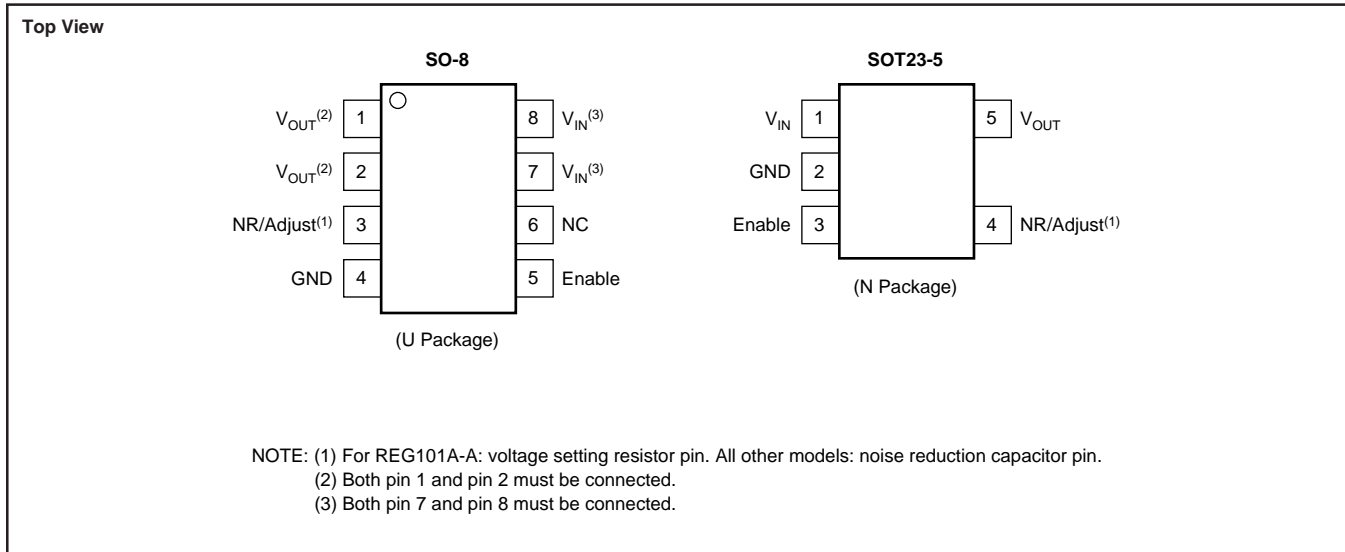 Top View
SO-8
V_OUT(2) 1
8 V_IN(3)
V_OUT(2) 2
7 V_IN(3)
NR/Adjust(1) 3
6 NC
GND 4
5 Enable
(U Package)
SOT23-5
V_IN 1
5 V_OUT
GND 2
Enable 3
4 NR/Adjust(1)
(N Package)
NOTE: (1) For REG101A-A: voltage setting resistor pin. All other models: noise reduction capacitor pin.
(2) Both pin 1 and pin 2 must be connected.
(3) Both pin 7 and pin 8 must be connected.